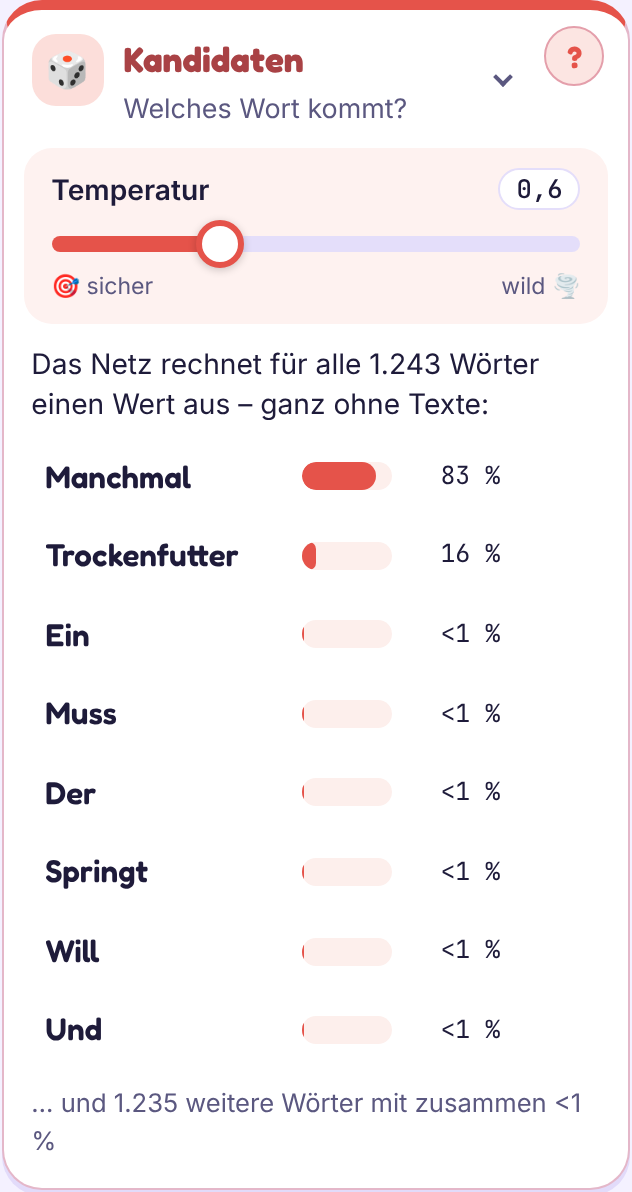 Kandidaten
?
Welches Wort kommt?
Temperatur 0,6
🎯 sicher wild 🌪️
Das Netz rechnet für alle 1.243 Wörter
einen Wert aus – ganz ohne Texte:
Manchmal 83 %
Trockenfutter 16 %
Ein <1 %
Muss <1 %
Der <1 %
Springt <1 %
Will <1 %
Und <1 %
... und 1.235 weitere Wörter mit zusammen <1
%